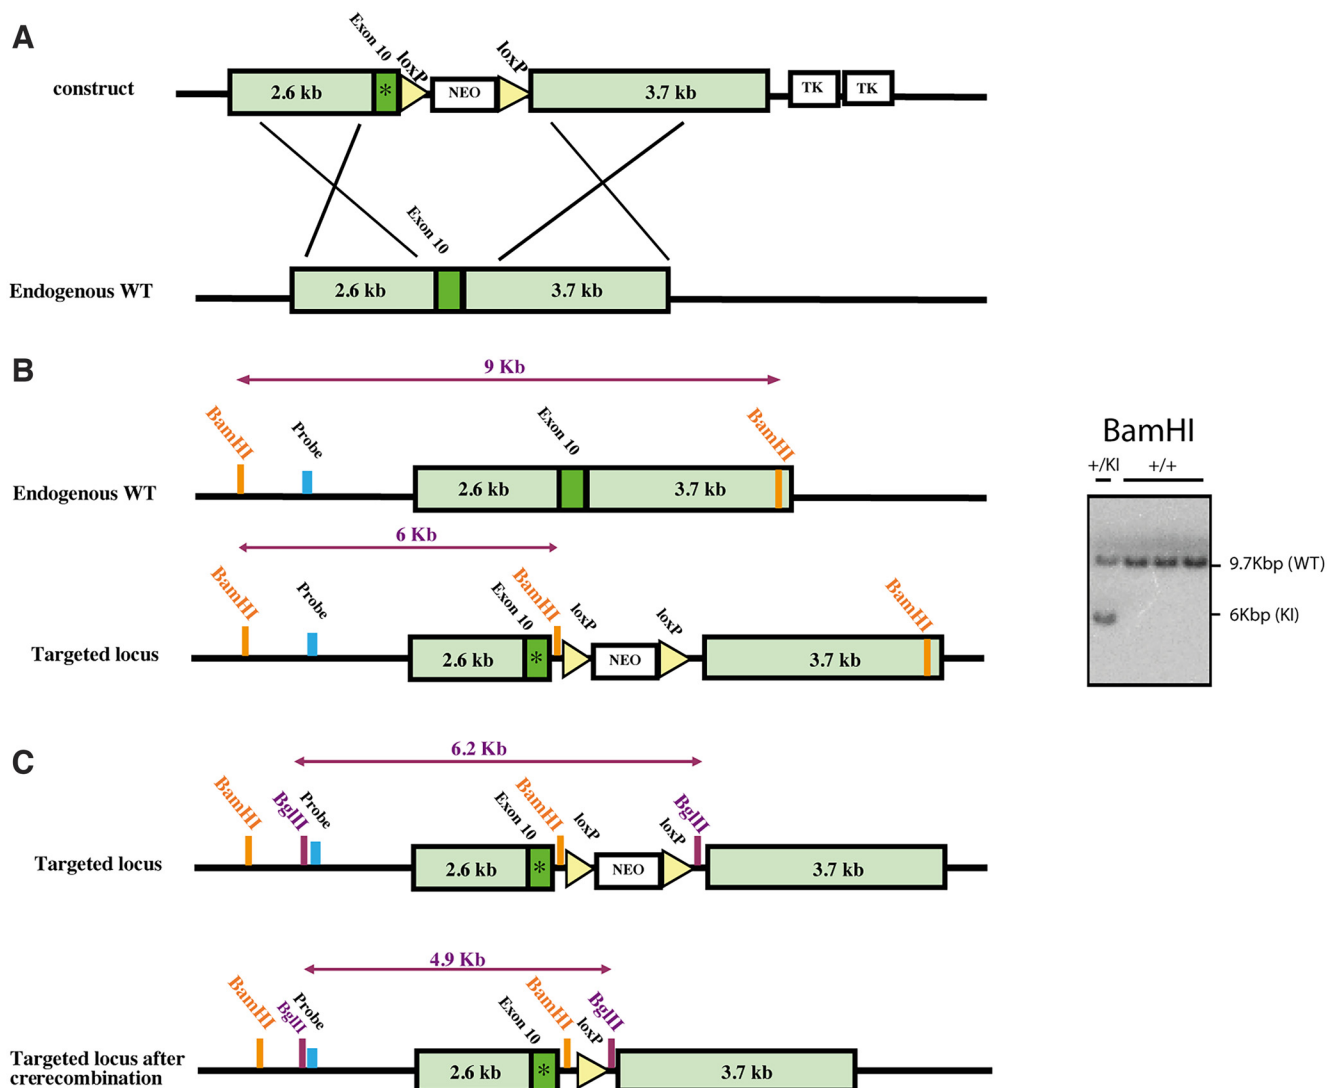 A
Exon 10
loxP
loxP
construct
2.6 kb
*
NEO
3.7 kb
TK
TK
Exon 10
Endogenous WT
2.6 kb
3.7 kb
B
9 Kb
BamHI
Probe
Exon 10
BamHI
Endogenous WT
2.6 kb
3.7 kb
6 Kb
BamHI
Probe
Exon 10
BamHI
loxP
loxP
BamHI
Targeted locus
2.6 kb
*
NEO
3.7 kb
BamHI
+/KI
+/+
9.7Kbp (WT)
6Kbp (KI)
C
6.2 Kb
BamHI
BglII
Probe
Exon 10
BamHI
loxP
loxP
BglII
Targeted locus
2.6 kb
*
NEO
3.7 kb
4.9 Kb
BamHI
BglII
Probe
Exon 10
BamHI
loxP
BglII
Targeted locus after
crerecombination
2.6 kb
*
3.7 kb